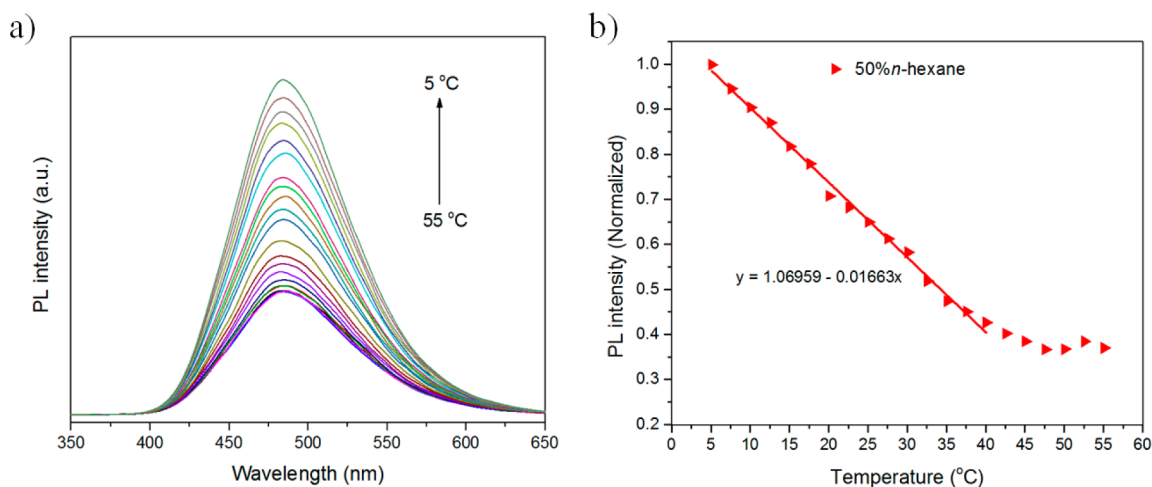 a)
PL intensity (a.u.)
5 °C
55 °C
350 400 450 500 550 600 650
Wavelength (nm)
b)
PL intensity (Normalized)
1.0
0.9
0.8
0.7
0.6
0.5
0.4
0.3
0.2
50%n-hexane
y = 1.06959 - 0.01663x
0 5 10 15 20 25 30 35 40 45 50 55 60
Temperature (°C)